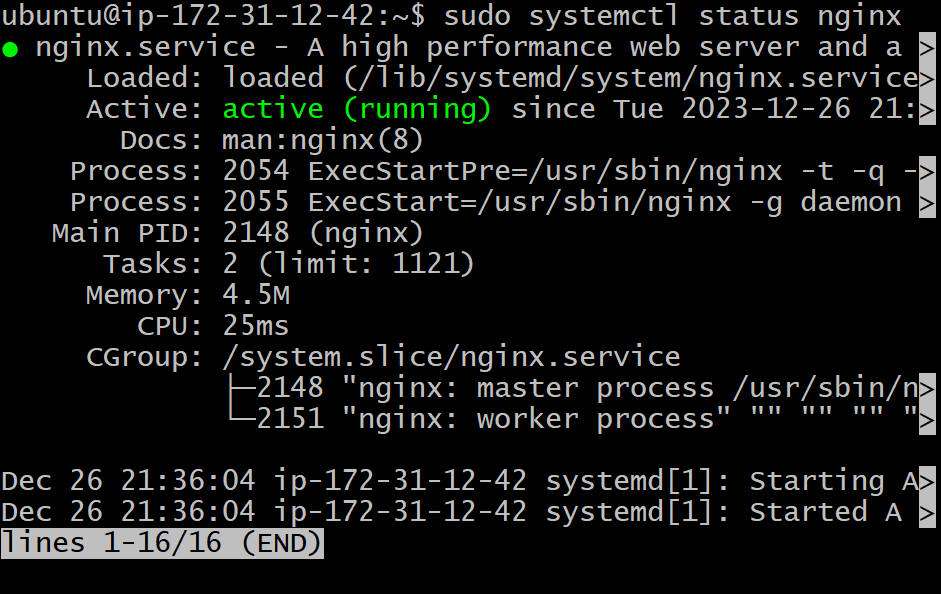 ubuntu@ip-172-31-12-42:~$ sudo systemctl status nginx
● nginx.service - A high performance web server and a >
Loaded: loaded (/lib/systemd/system/nginx.service>
Active: active (running) since Tue 2023-12-26 21:>
Docs: man:nginx(8)
Process: 2054 ExecStartPre=/usr/sbin/nginx -t -q ->
Process: 2055 ExecStart=/usr/sbin/nginx -g daemon >
Main PID: 2148 (nginx)
Tasks: 2 (limit: 1121)
Memory: 4.5M
CPU: 25ms
CGroup: /system.slice/nginx.service
├─2148 "nginx: master process /usr/sbin/n>
└─2151 "nginx: worker process" "" "" "" ">
Dec 26 21:36:04 ip-172-31-12-42 systemd[1]: Starting A>
Dec 26 21:36:04 ip-172-31-12-42 systemd[1]: Started A >
lines 1-16/16 (END)